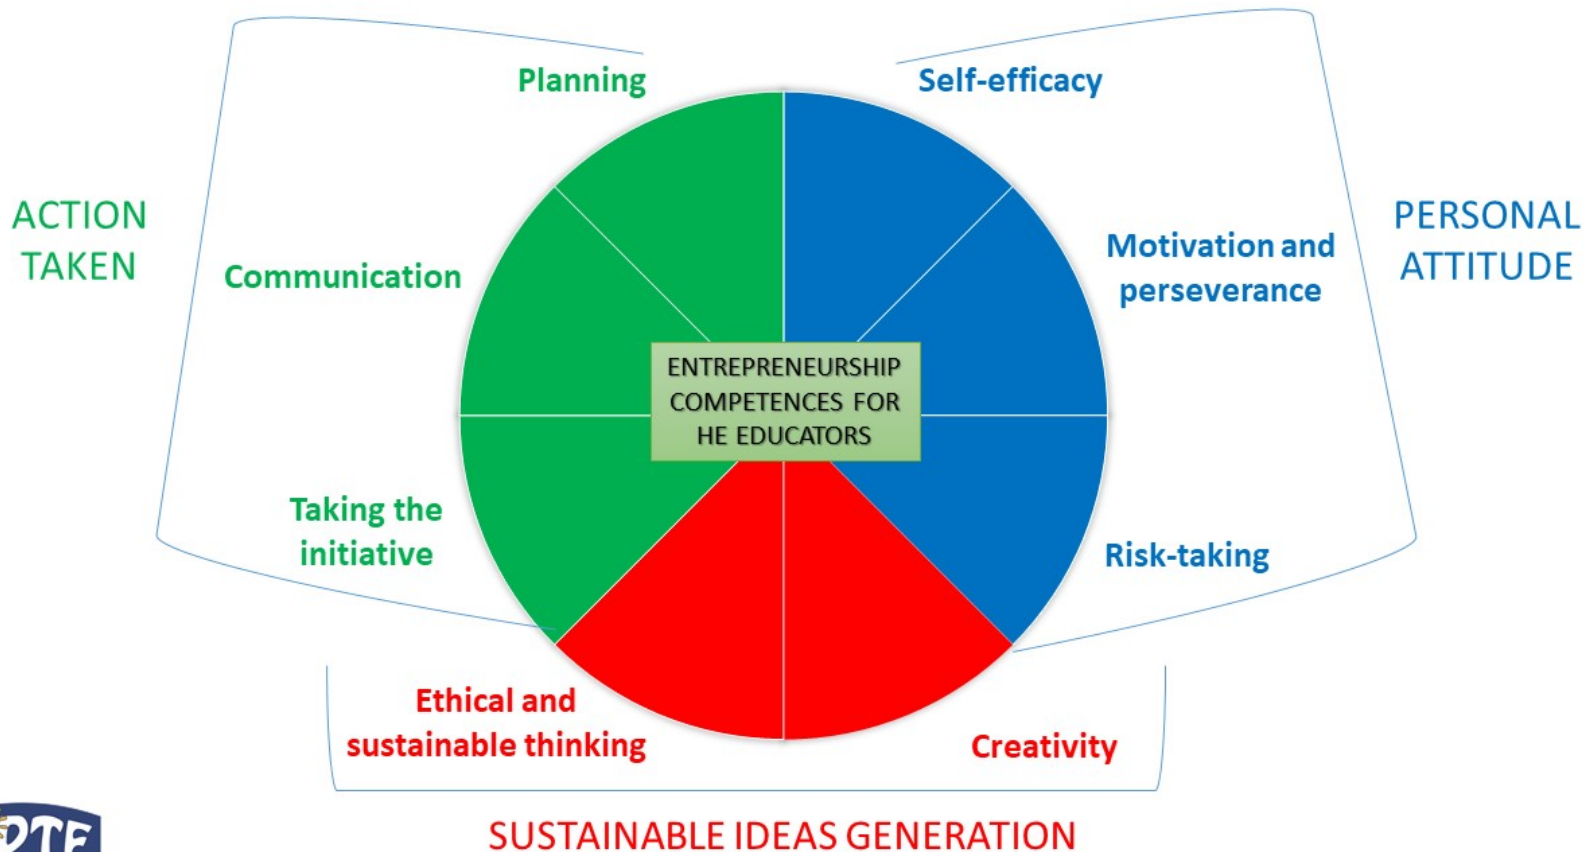 Planning
Self-efficacy
ACTION
TAKEN
Communication
Motivation and
perseverance
PERSONAL
ATTITUDE
ENTREPRENEURSHIP
COMPETENCES FOR
HE EDUCATORS
Taking the
initiative
Risk-taking
Ethical and
sustainable thinking
Creativity
SUSTAINABLE IDEAS GENERATION